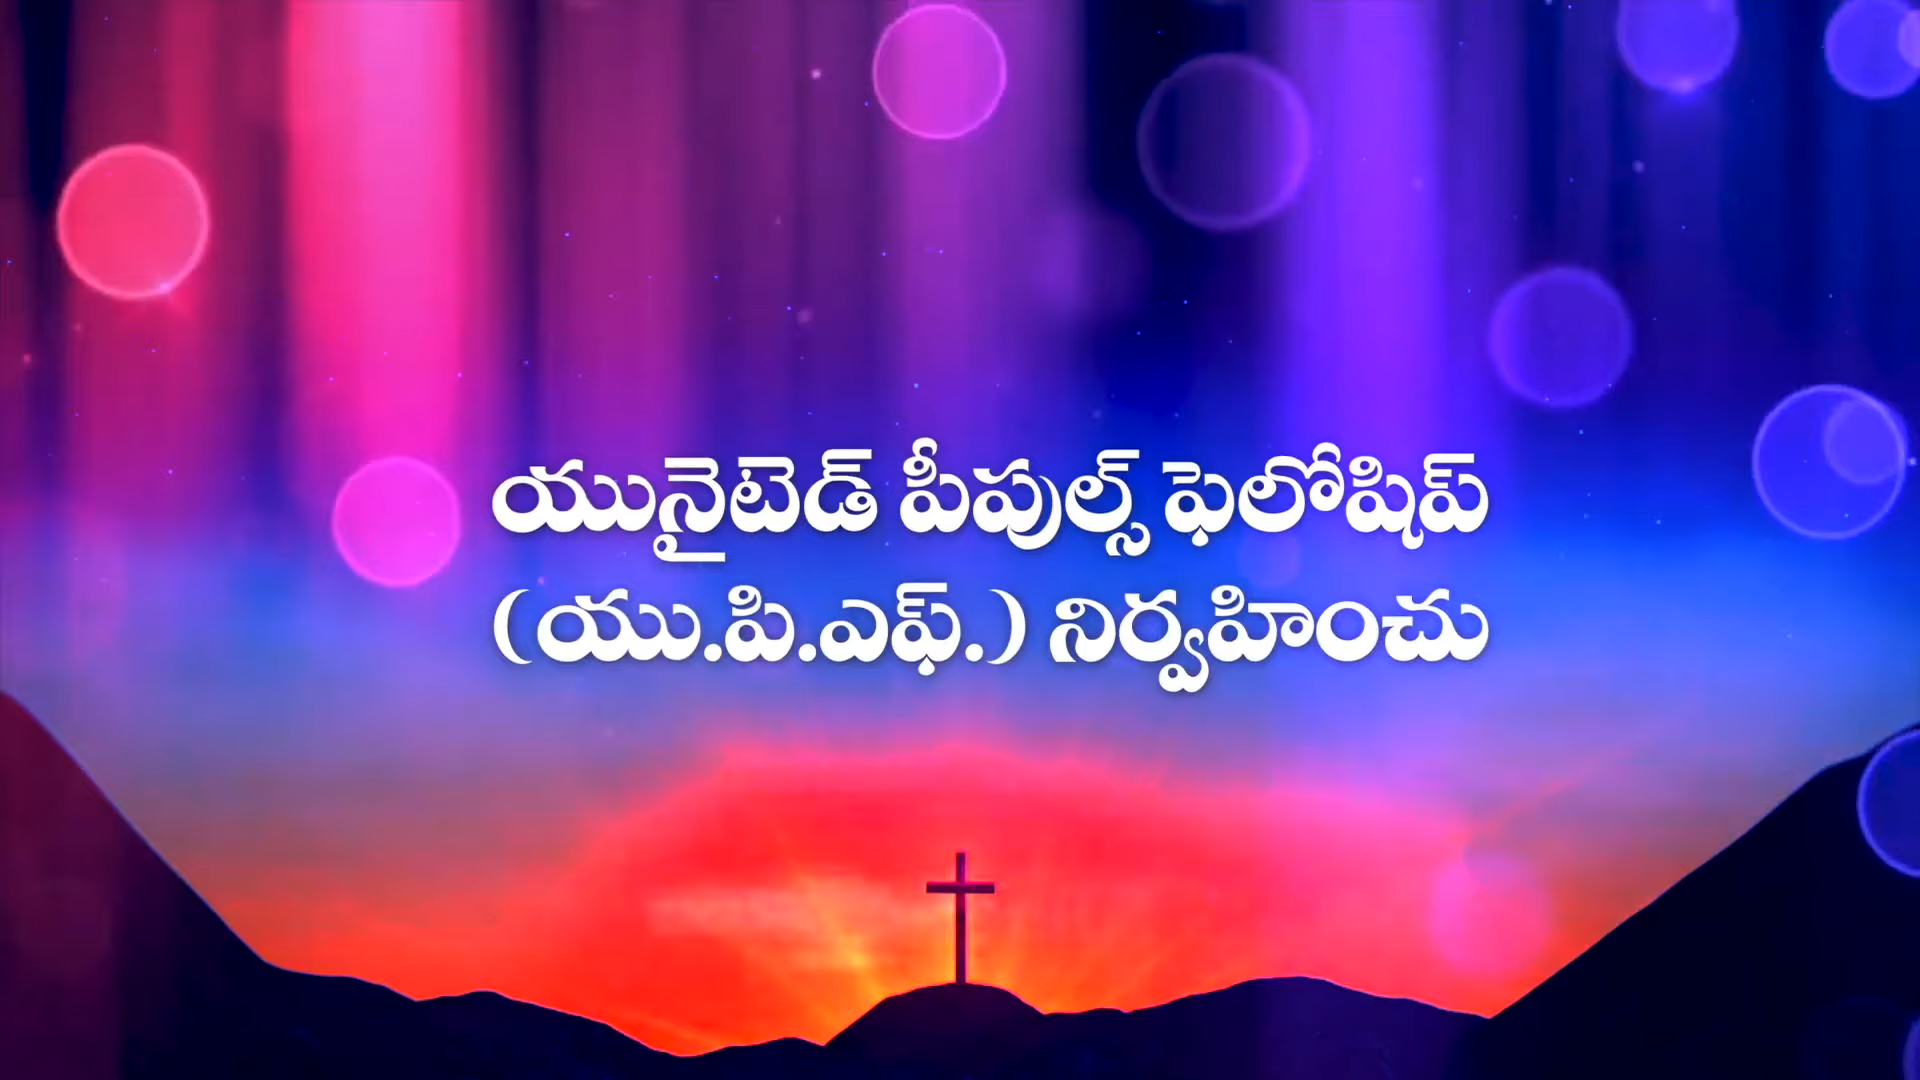 యునైటెడ్ పీపుల్స్ ఫెలోషిప్
(యు.పి.ఎఫ్.) నిర్వహించు